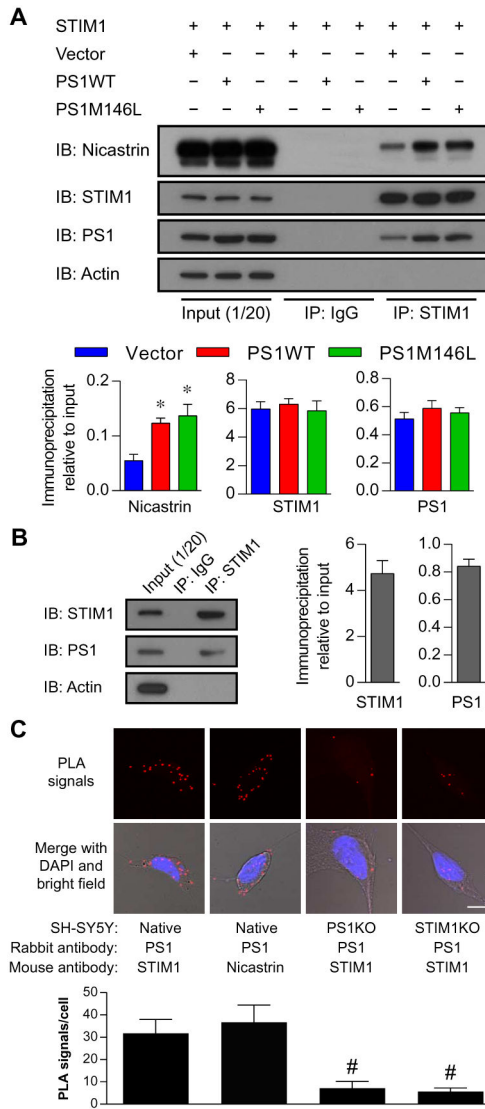 A
STIM1 + + + + + + + + +
Vector + – – + – – + – –
PS1WT – + – – + – – + –
PS1M146L – – + – – + – – +
IB: Nicastrin
IB: STIM1
IB: PS1
IB: Actin
Input (1/20) IP: IgG IP: STIM1
Vector PS1WT PS1M146L
Immunoprecipitation
relative to input
0.2
0.1
0.0
* *
Nicastrin
8
6
4
2
0
STIM1
0.8
0.6
0.4
0.2
0.0
PS1
B
Input (1/20)
IP: IgG
IP: STIM1
IB: STIM1
IB: PS1
IB: Actin
Immunoprecipitation
relative to input
6
4
2
0
STIM1
1.0
0.8
0.6
0.4
0.2
0.0
PS1
C
PLA
signals
Merge with
DAPI and
bright field
SH-SY5Y: Native Native PS1KO STIM1KO
Rabbit antibody: PS1 PS1 PS1 PS1
Mouse antibody: STIM1 Nicastrin STIM1 STIM1
PLA signals/cell
50
40
30
20
10
0
# #